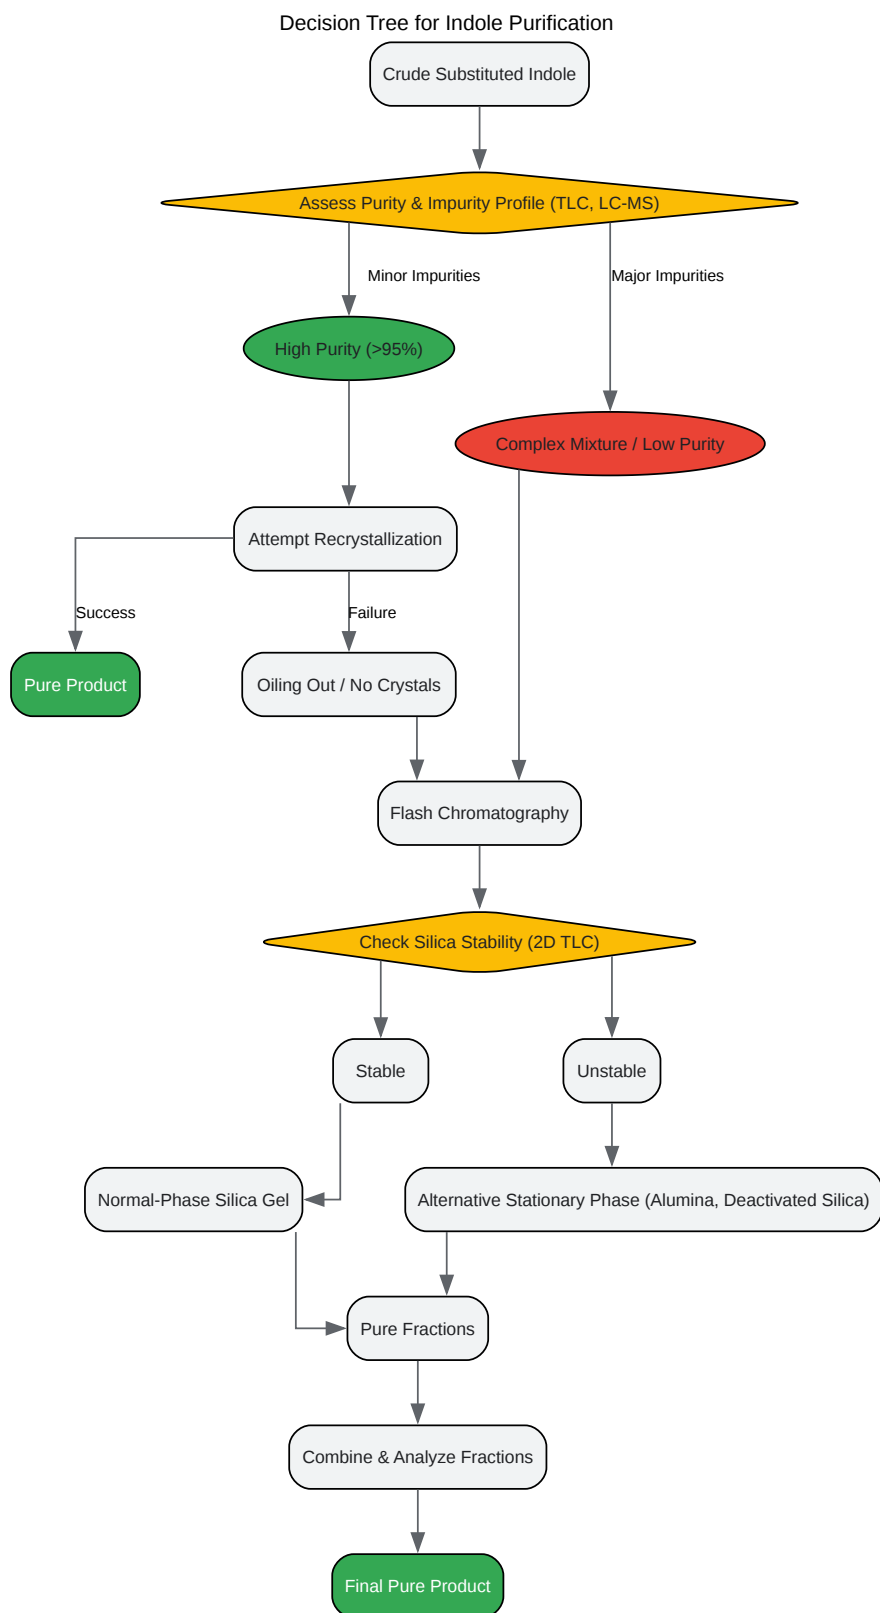 Decision Tree for Indole Purification
Crude Substituted Indole
Assess Purity & Impurity Profile (TLC, LC-MS)
Minor Impurities
Major Impurities
High Purity (>95%)
Complex Mixture / Low Purity
Attempt Recrystallization
Success
Failure
Pure Product
Oiling Out / No Crystals
Flash Chromatography
Check Silica Stability (2D TLC)
Stable
Unstable
Normal-Phase Silica Gel
Alternative Stationary Phase (Alumina, Deactivated Silica)
Pure Fractions
Combine & Analyze Fractions
Final Pure Product